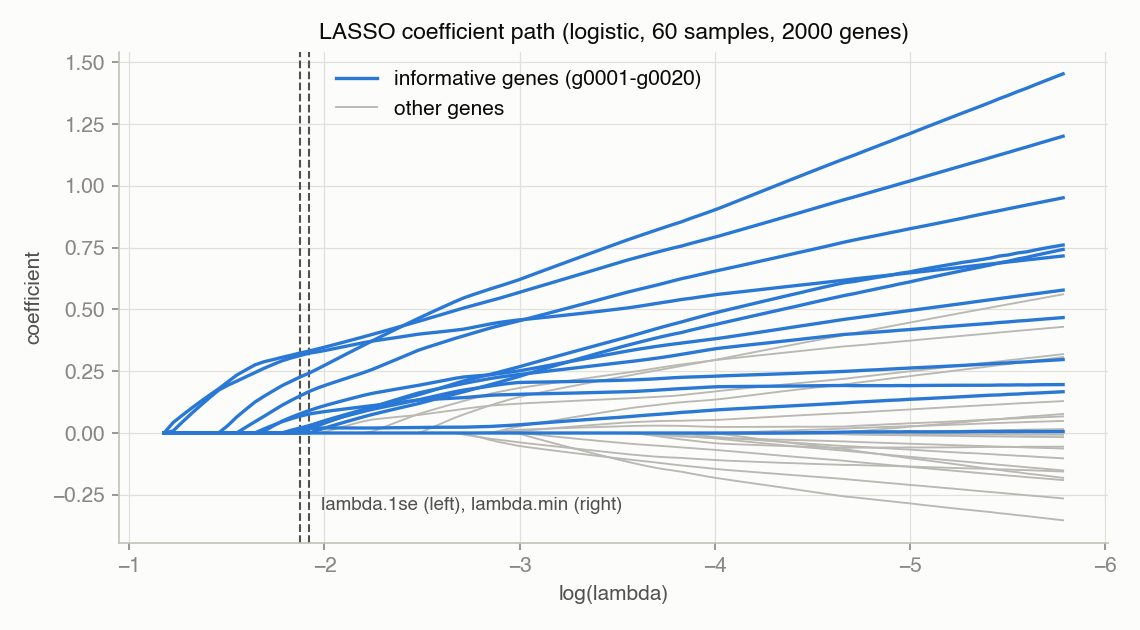 LASSO coefficient path (logistic, 60 samples, 2000 genes)
informative genes (g0001-g0020)
other genes
1.50
1.25
1.00
0.75
0.50
0.25
0.00
−0.25
coefficient
lambda.1se (left), lambda.min (right)
−1
−2
−3
−4
−5
−6
log(lambda)